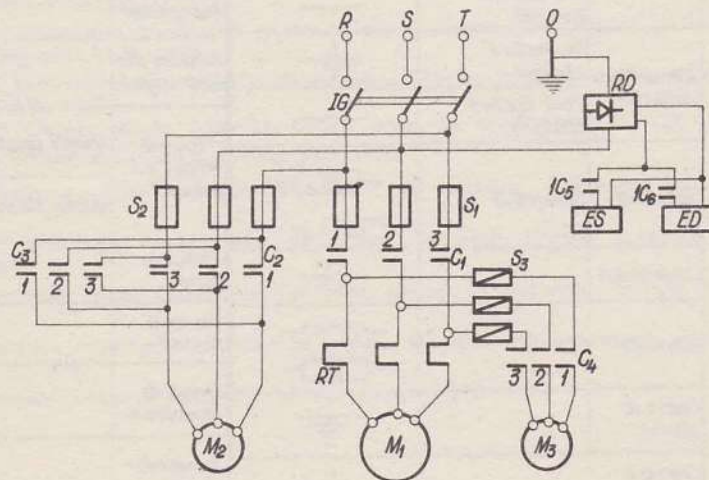 R S T O
IG RD
1C5 1C6
ES ED
S2 S1
C3 C2 C1 S3
1 2 3 3 2 1 1 2 3
RT
C4
3 2 1
M2 M1 M3